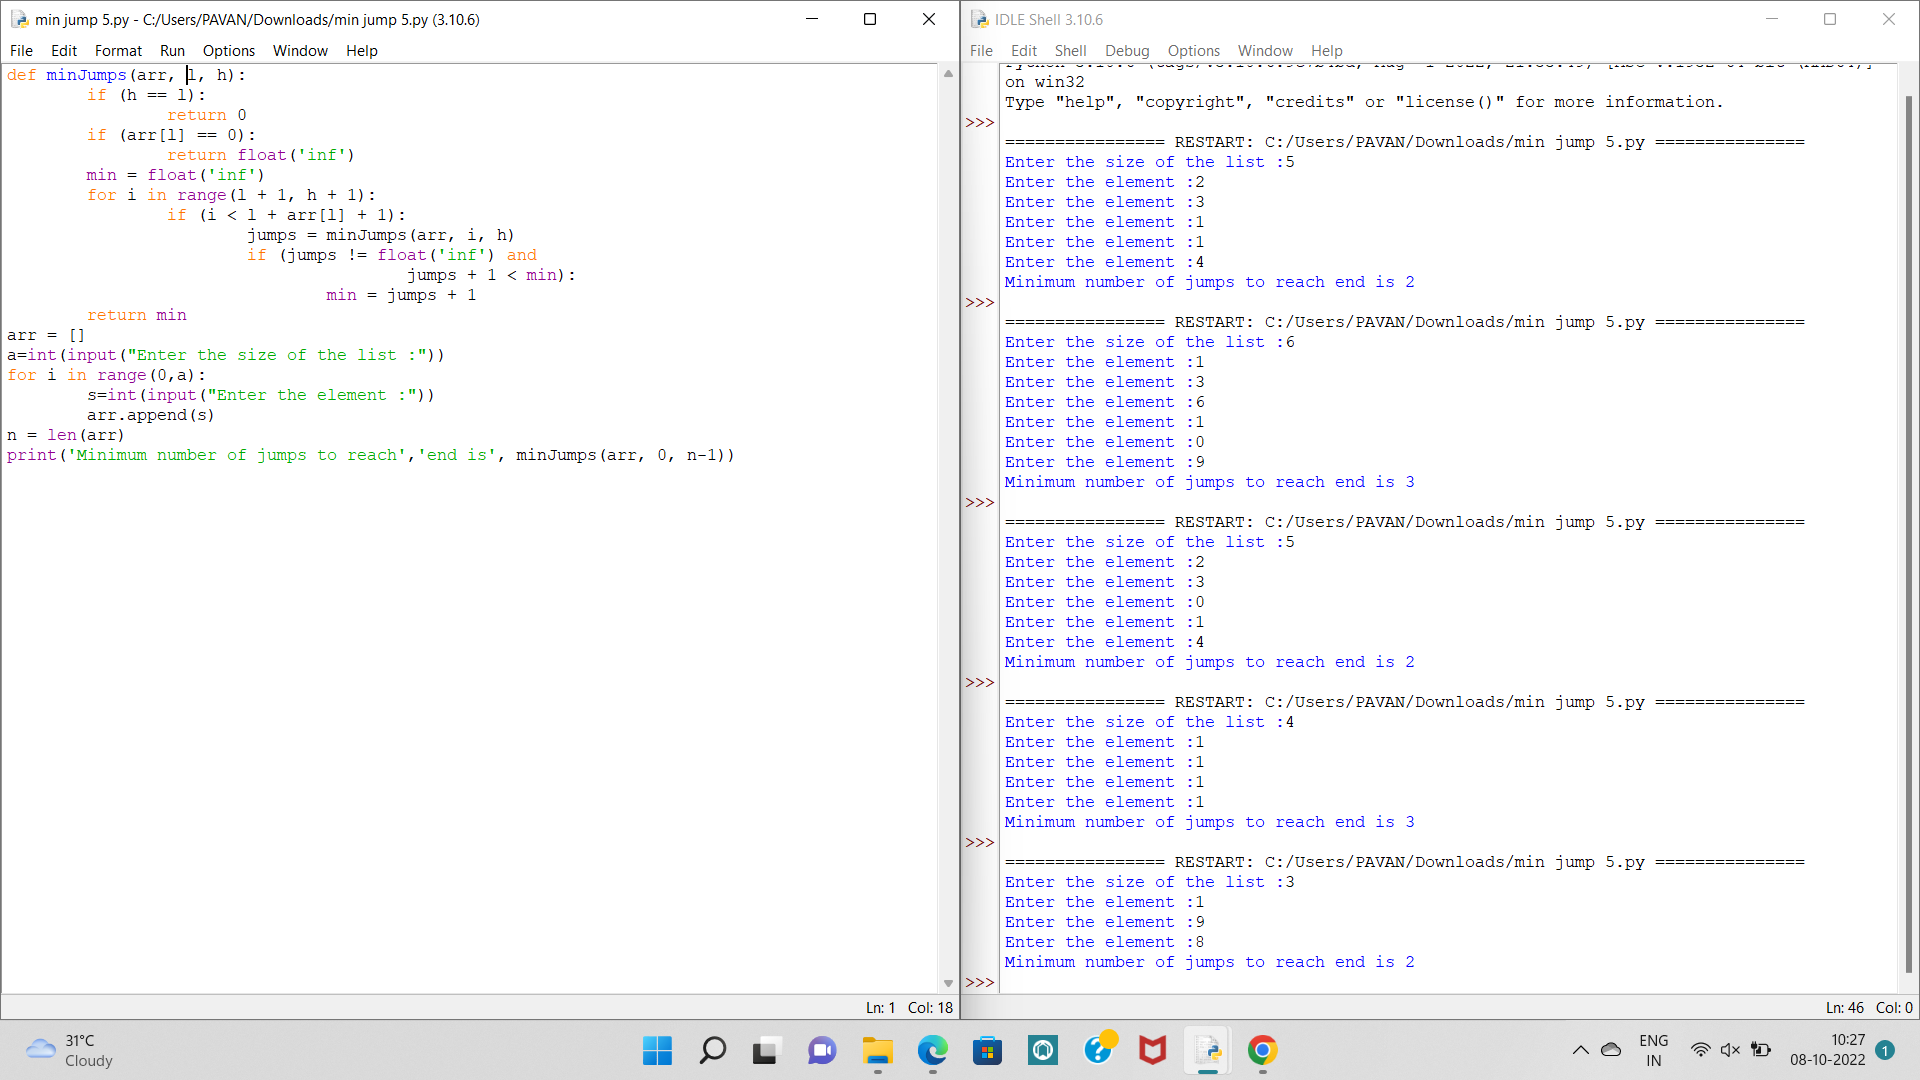 min jump 5.py - C:/Users/PAVAN/Downloads/min jump 5.py (3.10.6)
File Edit Format Run Options Window Help
def minJumps(arr, l, h):
        if (h == l):
                return 0
        if (arr[l] == 0):
                return float('inf')
        min = float('inf')
        for i in range(l + 1, h + 1):
                if (i < l + arr[l] + 1):
                        jumps = minJumps(arr, i, h)
                        if (jumps != float('inf') and
                                        jumps + 1 < min):
                                min = jumps + 1
        return min
arr = []
a=int(input("Enter the size of the list :"))
for i in range(0,a):
        s=int(input("Enter the element :"))
        arr.append(s)
n = len(arr)
print('Minimum number of jumps to reach','end is', minJumps(arr, 0, n-1))
Ln: 1 Col: 18
IDLE Shell 3.10.6
File Edit Shell Debug Options Window Help
on win32
Type "help", "copyright", "credits" or "license()" for more information.
>>>
================ RESTART: C:/Users/PAVAN/Downloads/min jump 5.py ===============
Enter the size of the list :5
Enter the element :2
Enter the element :3
Enter the element :1
Enter the element :1
Enter the element :4
Minimum number of jumps to reach end is 2
>>>
================ RESTART: C:/Users/PAVAN/Downloads/min jump 5.py ===============
Enter the size of the list :6
Enter the element :1
Enter the element :3
Enter the element :6
Enter the element :1
Enter the element :0
Enter the element :9
Minimum number of jumps to reach end is 3
>>>
================ RESTART: C:/Users/PAVAN/Downloads/min jump 5.py ===============
Enter the size of the list :5
Enter the element :2
Enter the element :3
Enter the element :0
Enter the element :1
Enter the element :4
Minimum number of jumps to reach end is 2
>>>
================ RESTART: C:/Users/PAVAN/Downloads/min jump 5.py ===============
Enter the size of the list :4
Enter the element :1
Enter the element :1
Enter the element :1
Enter the element :1
Minimum number of jumps to reach end is 3
>>>
================ RESTART: C:/Users/PAVAN/Downloads/min jump 5.py ===============
Enter the size of the list :3
Enter the element :1
Enter the element :9
Enter the element :8
Minimum number of jumps to reach end is 2
>>>
Ln: 46 Col: 0
31°C
Cloudy
ENG
IN
10:27
08-10-2022
1